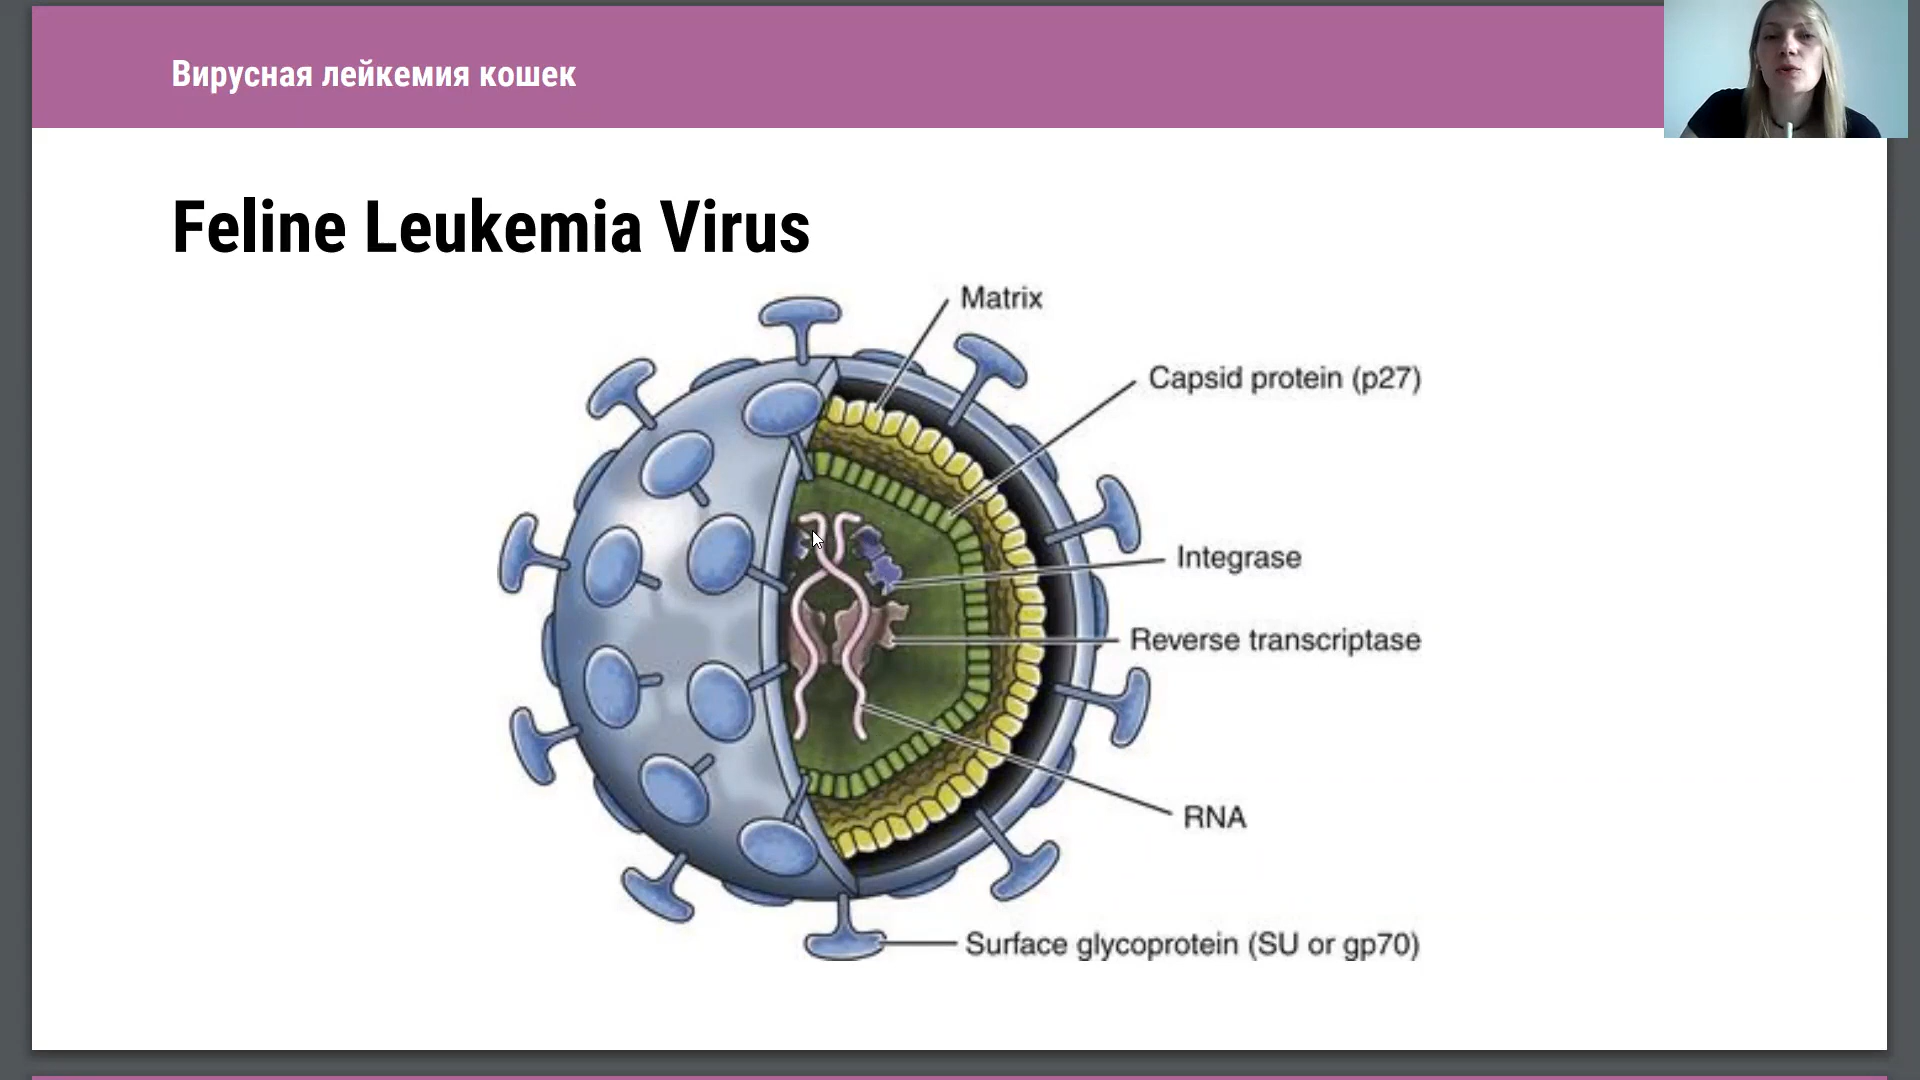 Вирусная лейкемия кошек
Feline Leukemia Virus
Matrix
Capsid protein (p27)
Integrase
Reverse transcriptase
RNA
Surface glycoprotein (SU or gp70)